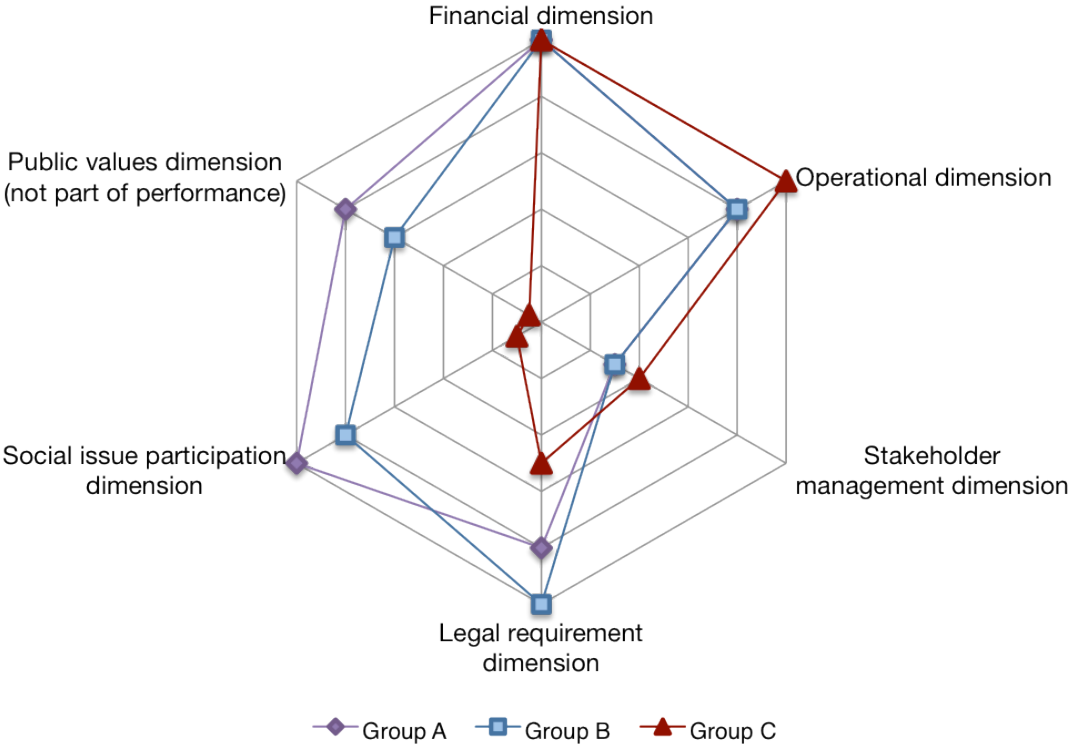 Financial dimension
Public values dimension
(not part of performance)
Operational dimension
Social issue participation
dimension
Stakeholder
management dimension
Legal requirement
dimension
Group A
Group B
Group C